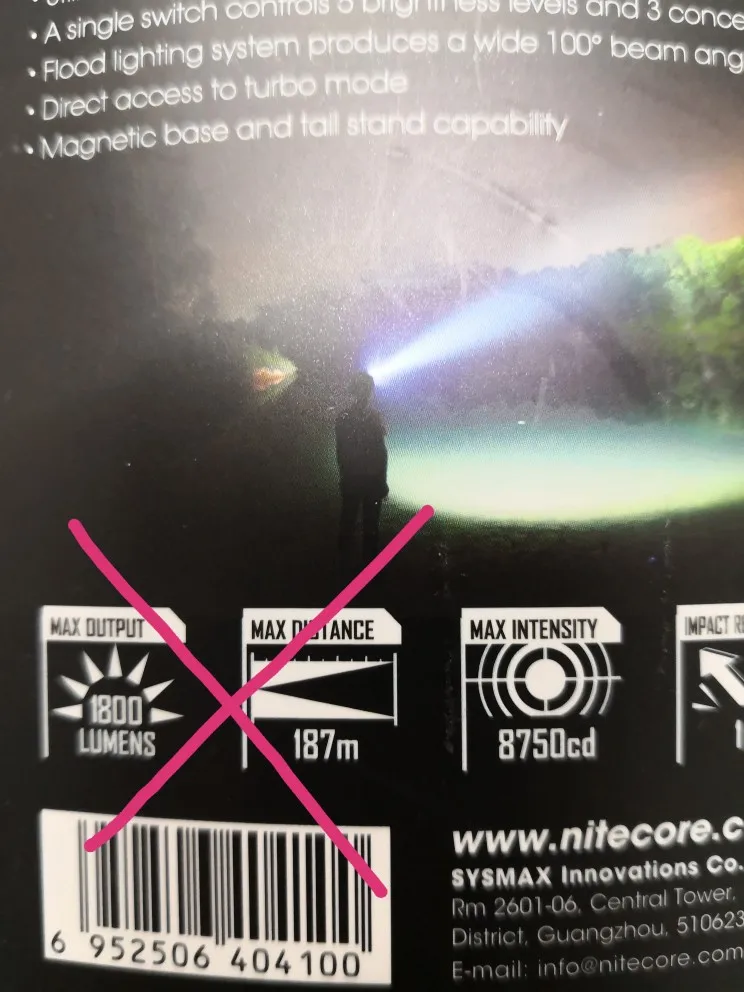 • A single switch controls 5 brightness levels and 3
• Flood lighting system produces a wide 100° beam
• Direct access to turbo mode
• Magnetic base and tail stand capability
MAX OUTPUT
1800
LUMENS
MAX DISTANCE
187m
MAX INTENSITY
8750cd
IMPACT
www.nitecore.c
SYSMAX Innovations Co.
Rm 2601-06, Central Tower,
District, Guangzhou, 510623
E-mail: info@nitecore.com
6 952506 404100